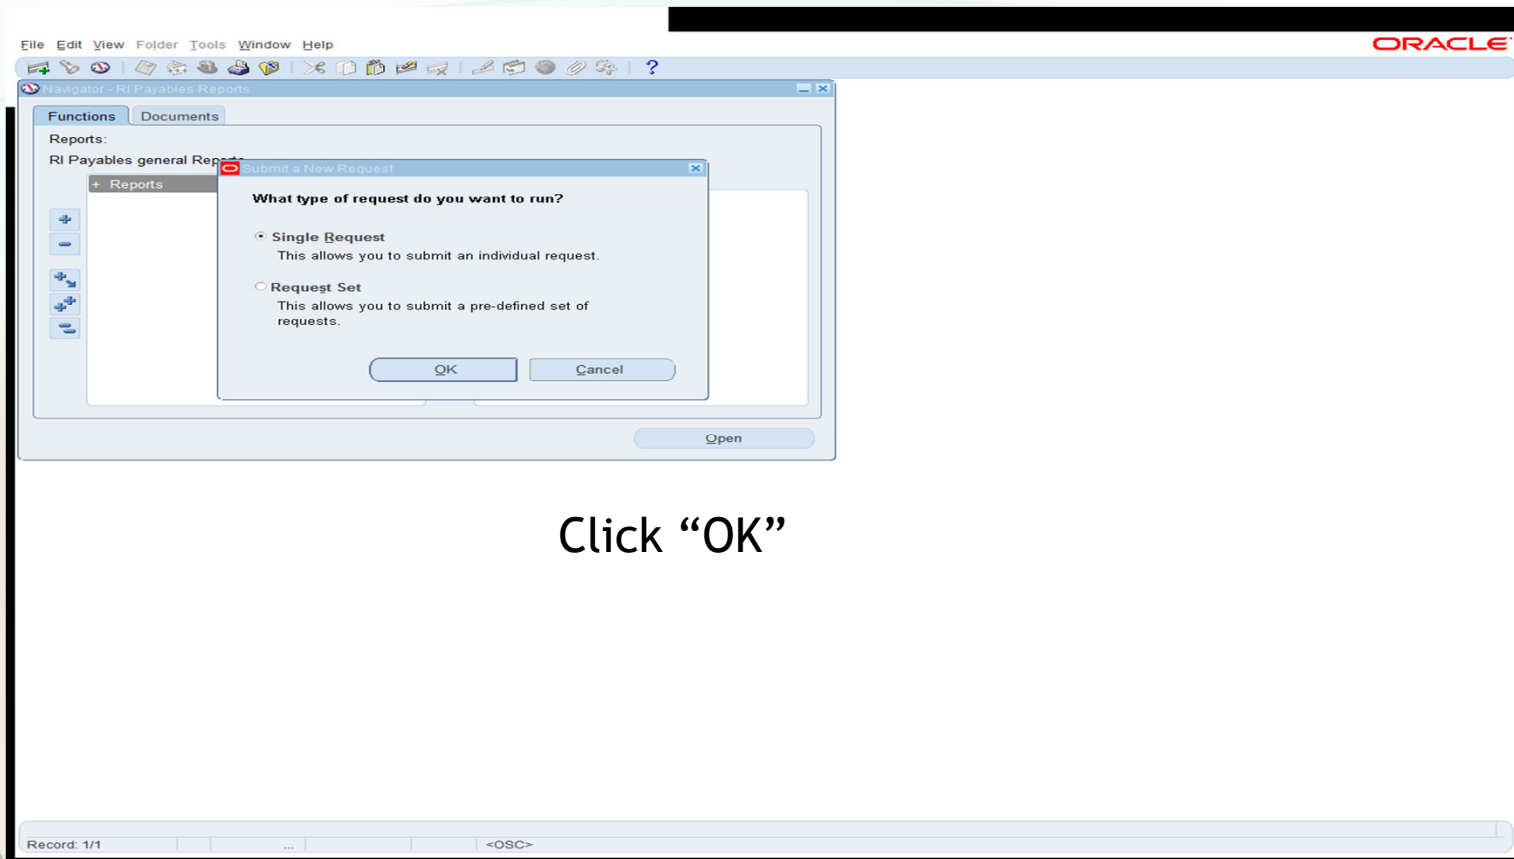 File Edit View Folder Tools Window Help
ORACLE
Navigator - RI Payables Reports
Functions Documents
Reports:
RI Payables general Reports
+ Reports
Submit a New Request
What type of request do you want to run?
Single Request
This allows you to submit an individual request.
Request Set
This allows you to submit a pre-defined set of
requests.
OK Cancel
Open
Click “OK”
Record: 1/1 ... <OSC>